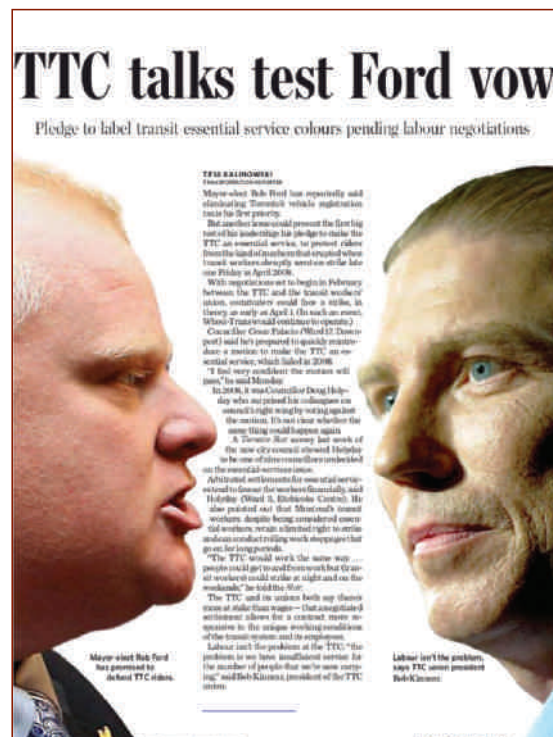 TTC talks test Ford vow
Pledge to label transit essential service colours pending labour negotiations
TESS KALINOWSKI
TRANSPORTATION REPORTER
Mayor-elect Rob Ford has reportedly said
eliminating Toronto's vehicle registration
tax is his first priority.
But another issue could present the first big
test of his leadership: his pledge to make the
TTC an essential service, to protect riders
from the kind of mayhem that erupted when
transit workers abruptly went on strike late
one Friday in April 2008.
With negotiations set to begin in February
between the TTC and the transit workers'
union, commuters could face a strike, in
theory, as early as April 1. (In such an event,
Wheel-Trans would continue to operate.)
Councillor Cesar Palacio (Ward 17, Daven-
port) said he's prepared to quickly reintro-
duce a motion to make the TTC an es-
sential service, which failed in 2008.
"I feel very confident the motion will
pass," he said Monday.
In 2008, it was Councillor Doug Holy-
day who surprised his colleagues on
council's right wing by voting against
the motion. It's not clear whether the
same thing could happen again.
A Toronto Star survey last week of
the new city council showed Holyday
to be one of nine councillors undecided
on the essential-services issue.
Arbitrated settlements for essential servic-
es tend to favour the workers financially, said
Holyday (Ward 3, Etobicoke Centre). He
also pointed out that Montreal's transit
workers, despite being considered essen-
tial workers, retain a limited right to strike
and can conduct rolling work stoppages that
go on for long periods.
"The TTC would work the same way ...
people could get to and from work but (tran-
sit workers) could strike at night and on the
weekends," he told the Star.
The TTC and its unions both say there's
more at stake than wages — that a negotiated
settlement allows for a contract more re-
sponsive to the unique working conditions
of the transit system and its employees.
Labour isn't the problem at the TTC; "the
problem is we have insufficient service for
the number of people that we're now carry-
ing," said Bob Kinnear, president of the TTC
union.
Mayor-elect Rob Ford
has promised to
defend TTC riders.
Labour isn't the problem,
says TTC union president
Bob Kinnear.